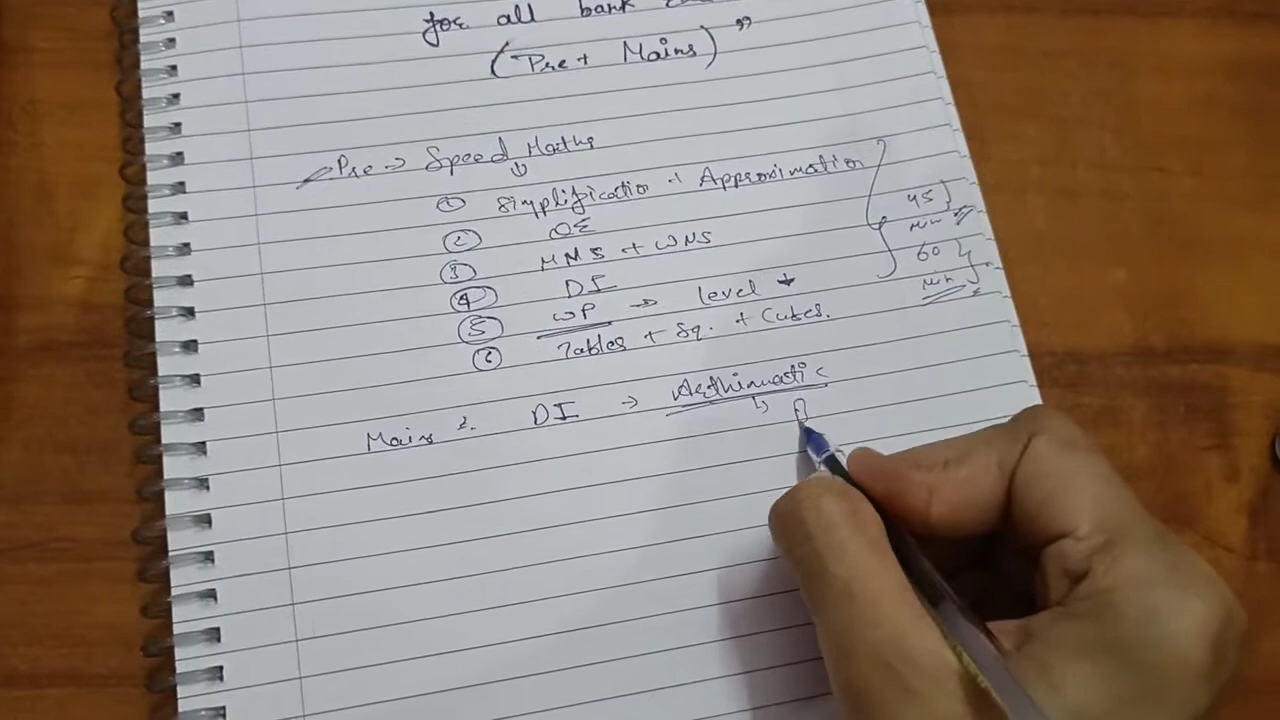 for all bank
(Pre+ Mains) ”
Pre → Speed Maths
↓
① Simplification + Approximation
② QE
③ MMS + WNS
④ DI
⑤ WP → level ↓
⑥ Tables + Sq. + Cubes.
45
min
60
min
Mains : DI → Arithmatic
↳